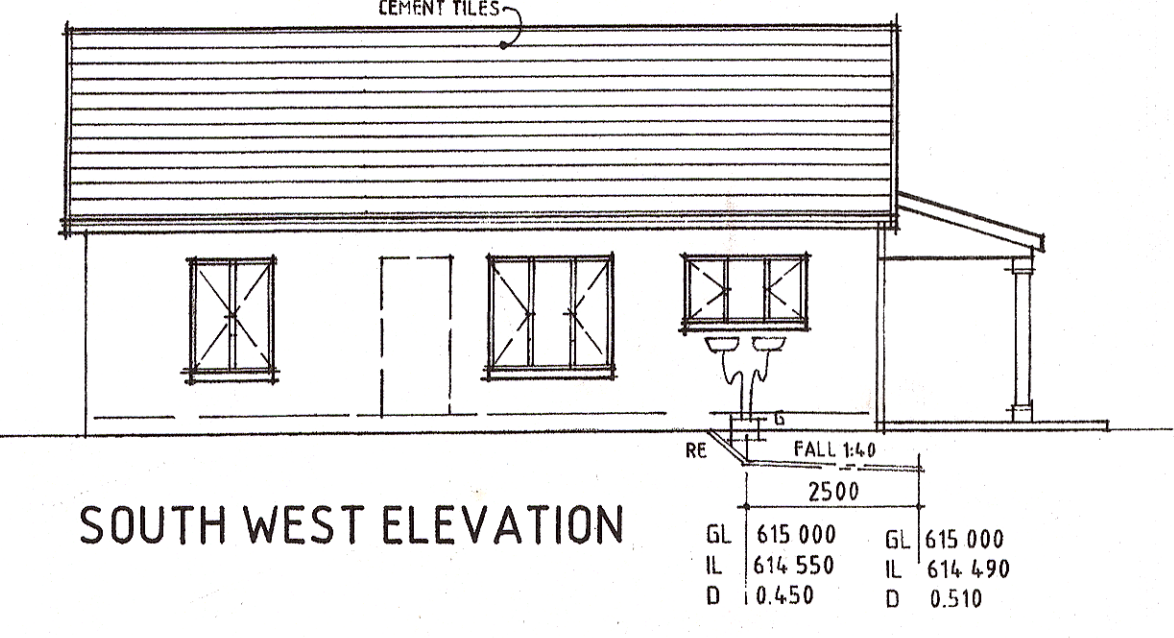 CEMENT TILES
G
RE
FALL 1:40
2500
SOUTH WEST ELEVATION
GL 615 000
IL 614 550
D 0.450
GL 615 000
IL 614 490
D 0.510